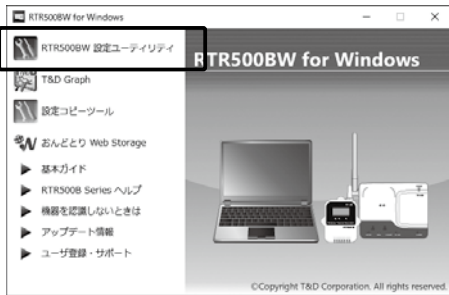 RTR500BW for Windows
RTR500BW 設定ユーティリティ
RTR500BW for Windows
T&D Graph
設定コピーツール
おんどとり Web Storage
基本ガイド
RTR500B Series ヘルプ
機器を認識しないときは
アップデート情報
ユーザ登録・サポート
©Copyright T&D Corporation. All rights reserved.